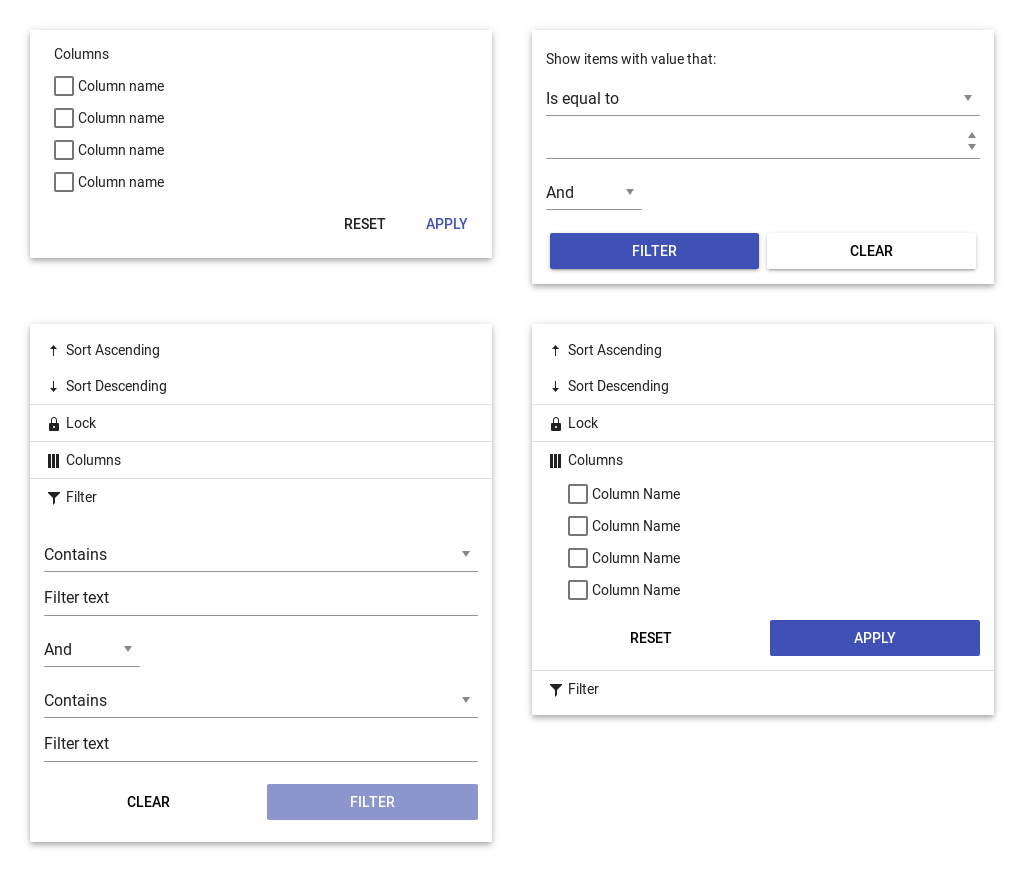 Columns
Column name
Column name
Column name
Column name
RESET APPLY
Show items with value that:
Is equal to
And
FILTER CLEAR
Sort Ascending
Sort Descending
Lock
Columns
Filter
Contains
Filter text
And
Contains
Filter text
CLEAR FILTER
Sort Ascending
Sort Descending
Lock
Columns
Column Name
Column Name
Column Name
Column Name
RESET APPLY
Filter